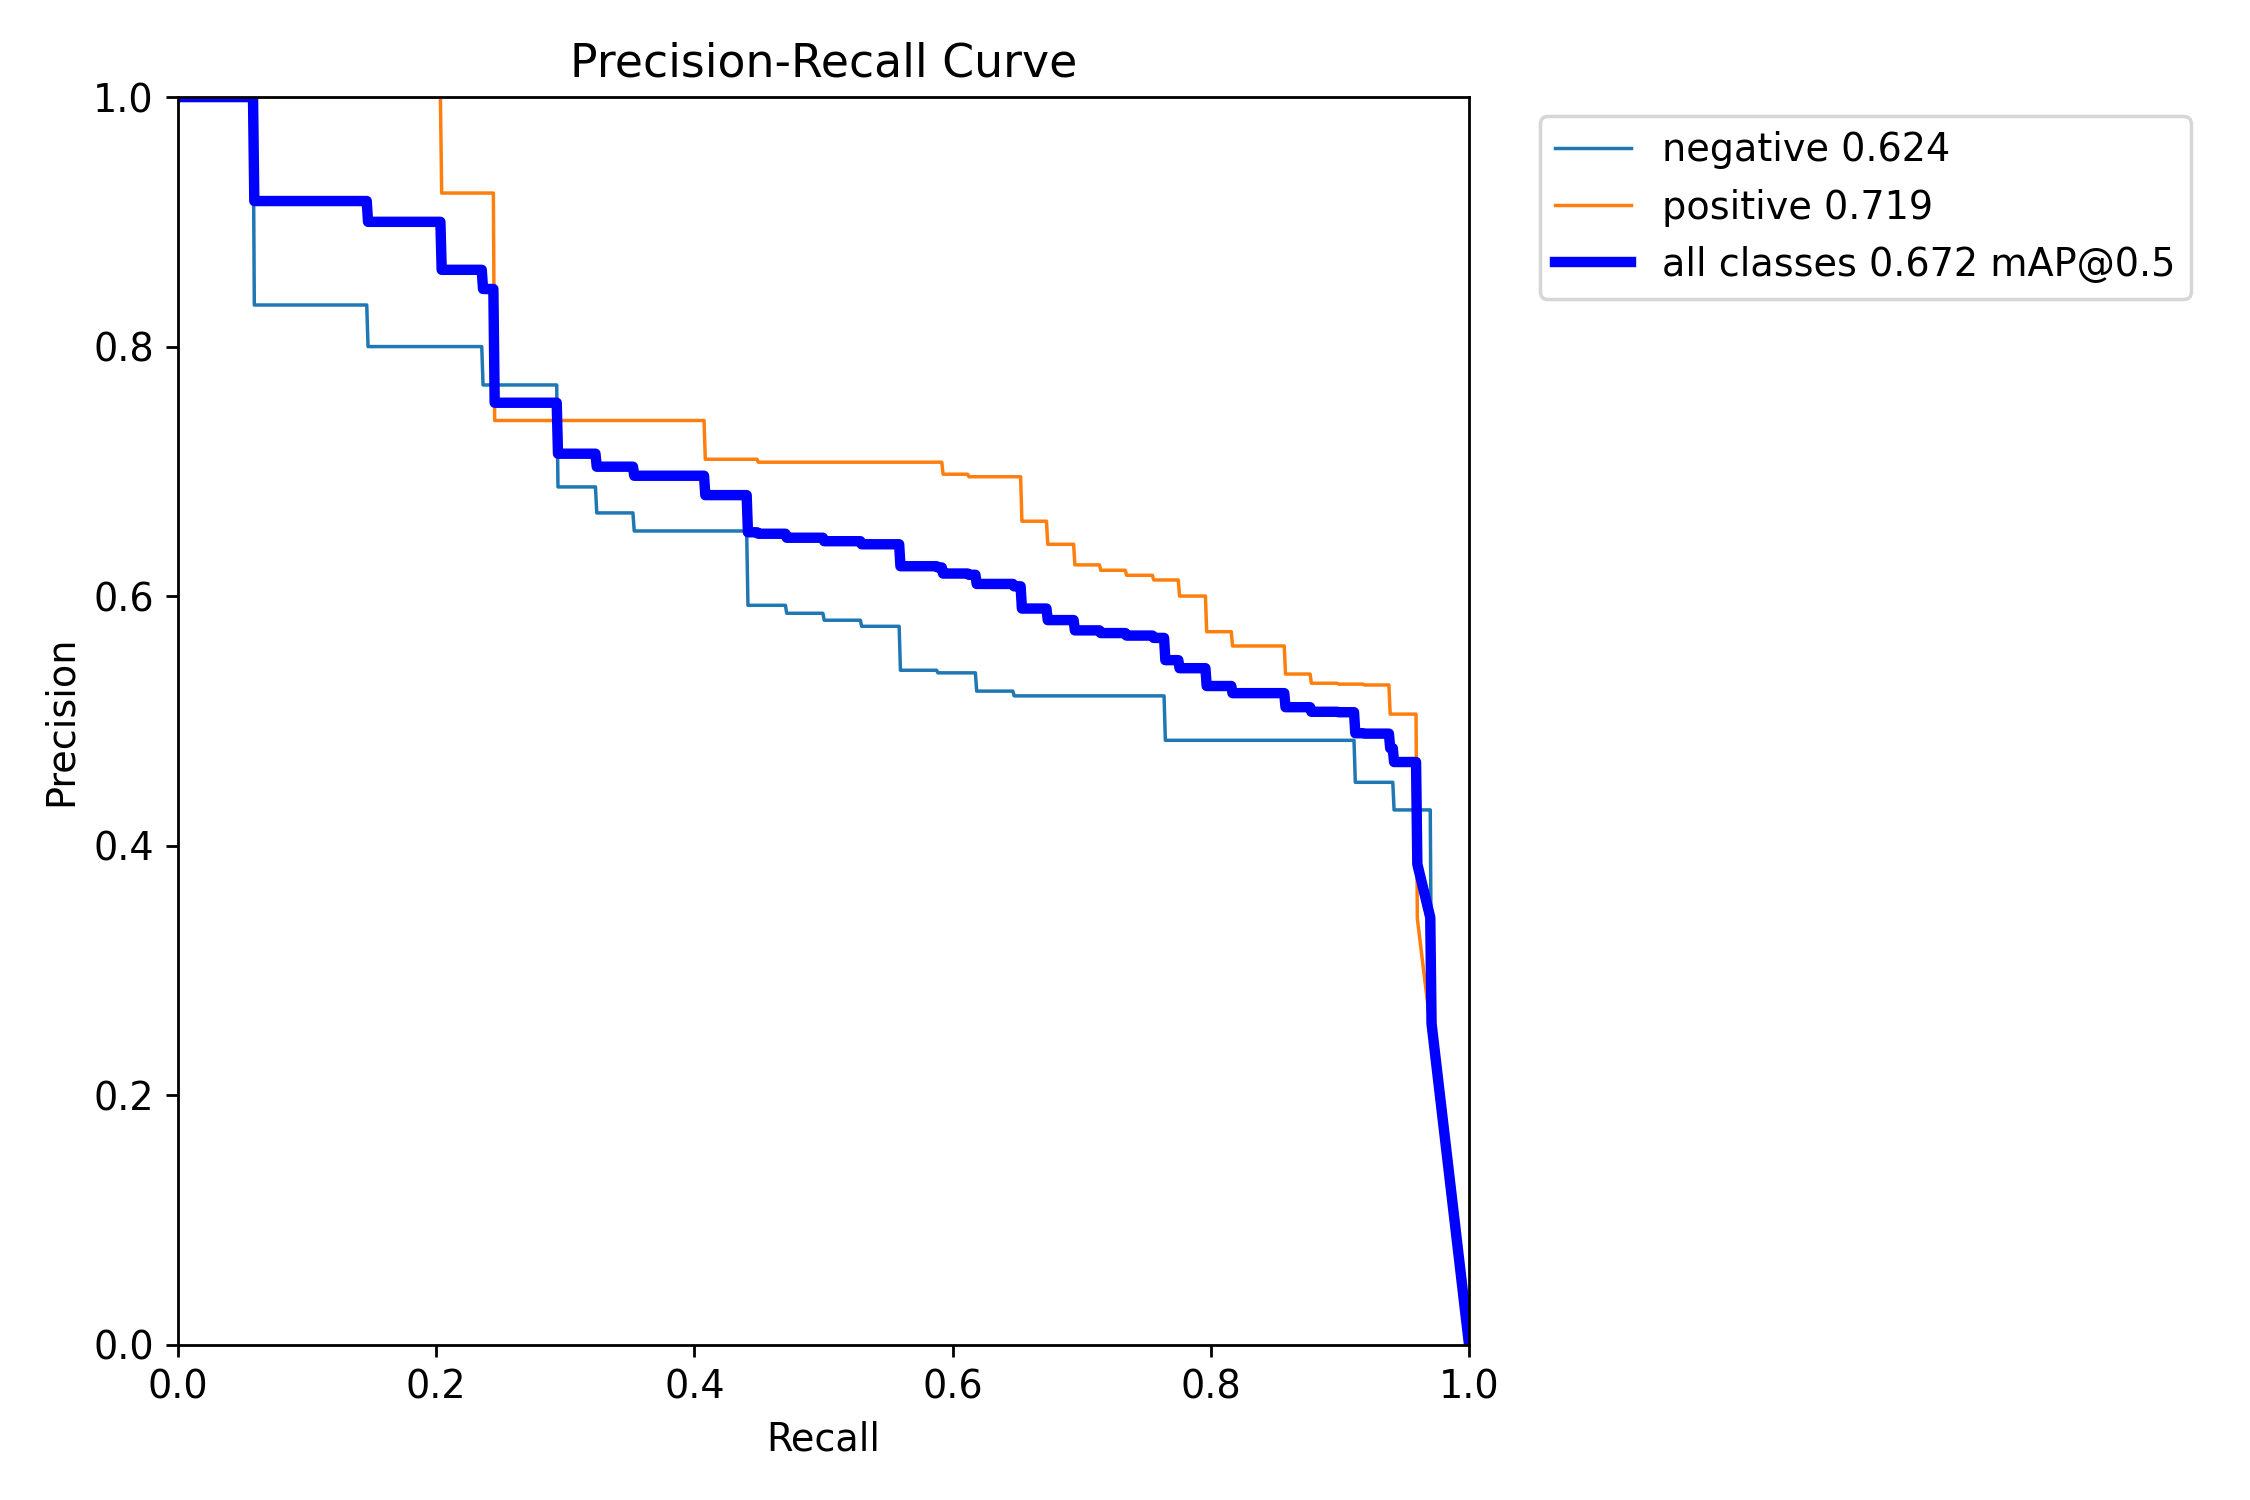 Precision-Recall Curve
1.0
0.8
0.6
0.4
0.2
0.0
Precision
0.0 0.2 0.4 0.6 0.8 1.0
Recall
negative 0.624
positive 0.719
all classes 0.672 mAP@0.5